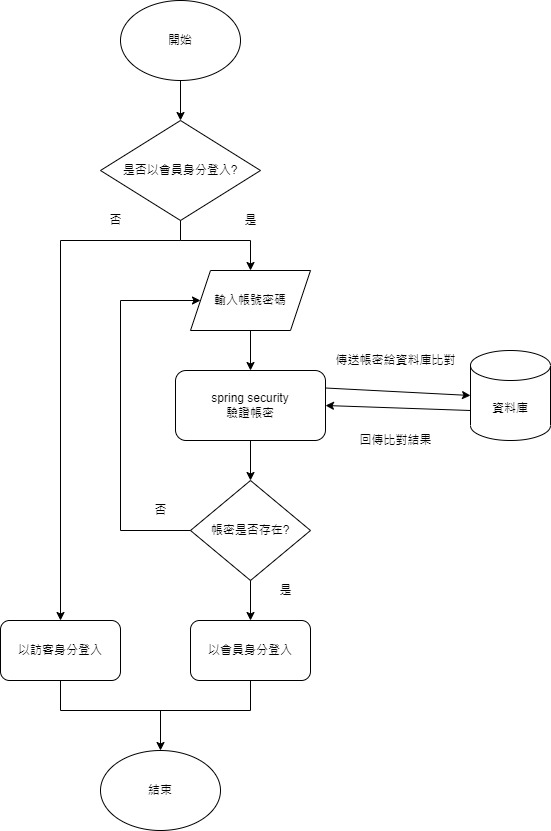 開始
是否以會員身分登入?
否
是
輸入帳號密碼
傳送帳密給資料庫比對
spring security
驗證帳密
資料庫
回傳比對結果
否
帳密是否存在?
是
以訪客身分登入
以會員身分登入
結束